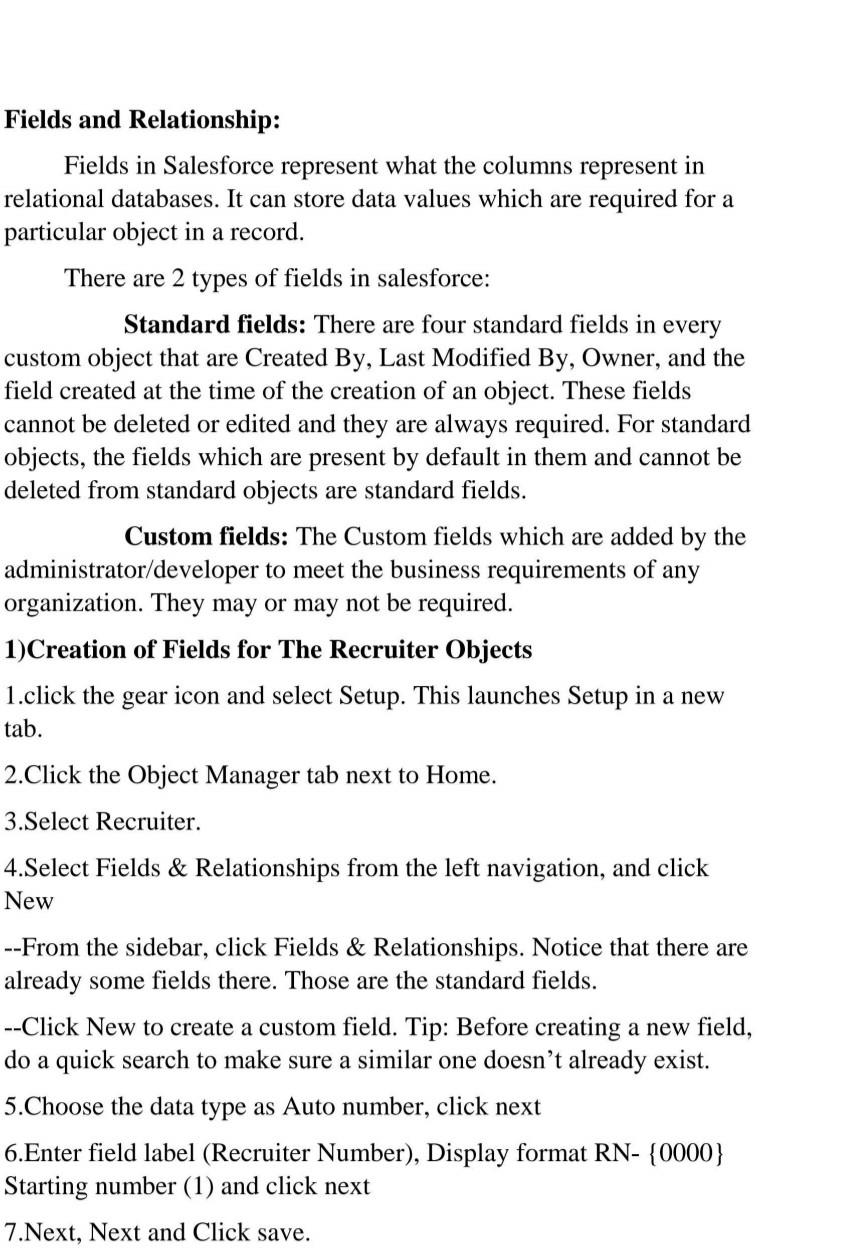 Fields and Relationship:
Fields in Salesforce represent what the columns represent in
relational databases. It can store data values which are required for a
particular object in a record.
There are 2 types of fields in salesforce:
Standard fields: There are four standard fields in every
custom object that are Created By, Last Modified By, Owner, and the
field created at the time of the creation of an object. These fields
cannot be deleted or edited and they are always required. For standard
objects, the fields which are present by default in them and cannot be
deleted from standard objects are standard fields.
Custom fields: The Custom fields which are added by the
administrator/developer to meet the business requirements of any
organization. They may or may not be required.
1)Creation of Fields for The Recruiter Objects
1.click the gear icon and select Setup. This launches Setup in a new
tab.
2.Click the Object Manager tab next to Home.
3.Select Recruiter.
4.Select Fields & Relationships from the left navigation, and click
New
--From the sidebar, click Fields & Relationships. Notice that there are
already some fields there. Those are the standard fields.
--Click New to create a custom field. Tip: Before creating a new field,
do a quick search to make sure a similar one doesn’t already exist.
5.Choose the data type as Auto number, click next
6.Enter field label (Recruiter Number), Display format RN- {0000}
Starting number (1) and click next
7.Next, Next and Click save.